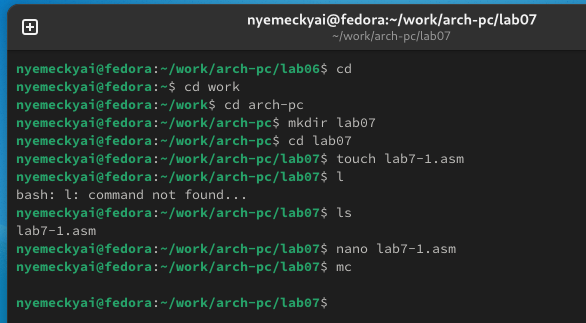 nyemeckyai@fedora:~/work/arch-pc/lab07
~/work/arch-pc/lab07
nyemeckyai@fedora:~/work/arch-pc/lab06$ cd
nyemeckyai@fedora:~$ cd work
nyemeckyai@fedora:~/work$ cd arch-pc
nyemeckyai@fedora:~/work/arch-pc$ mkdir lab07
nyemeckyai@fedora:~/work/arch-pc$ cd lab07
nyemeckyai@fedora:~/work/arch-pc/lab07$ touch lab7-1.asm
nyemeckyai@fedora:~/work/arch-pc/lab07$ l
bash: l: command not found...
nyemeckyai@fedora:~/work/arch-pc/lab07$ ls
lab7-1.asm
nyemeckyai@fedora:~/work/arch-pc/lab07$ nano lab7-1.asm
nyemeckyai@fedora:~/work/arch-pc/lab07$ mc
nyemeckyai@fedora:~/work/arch-pc/lab07$